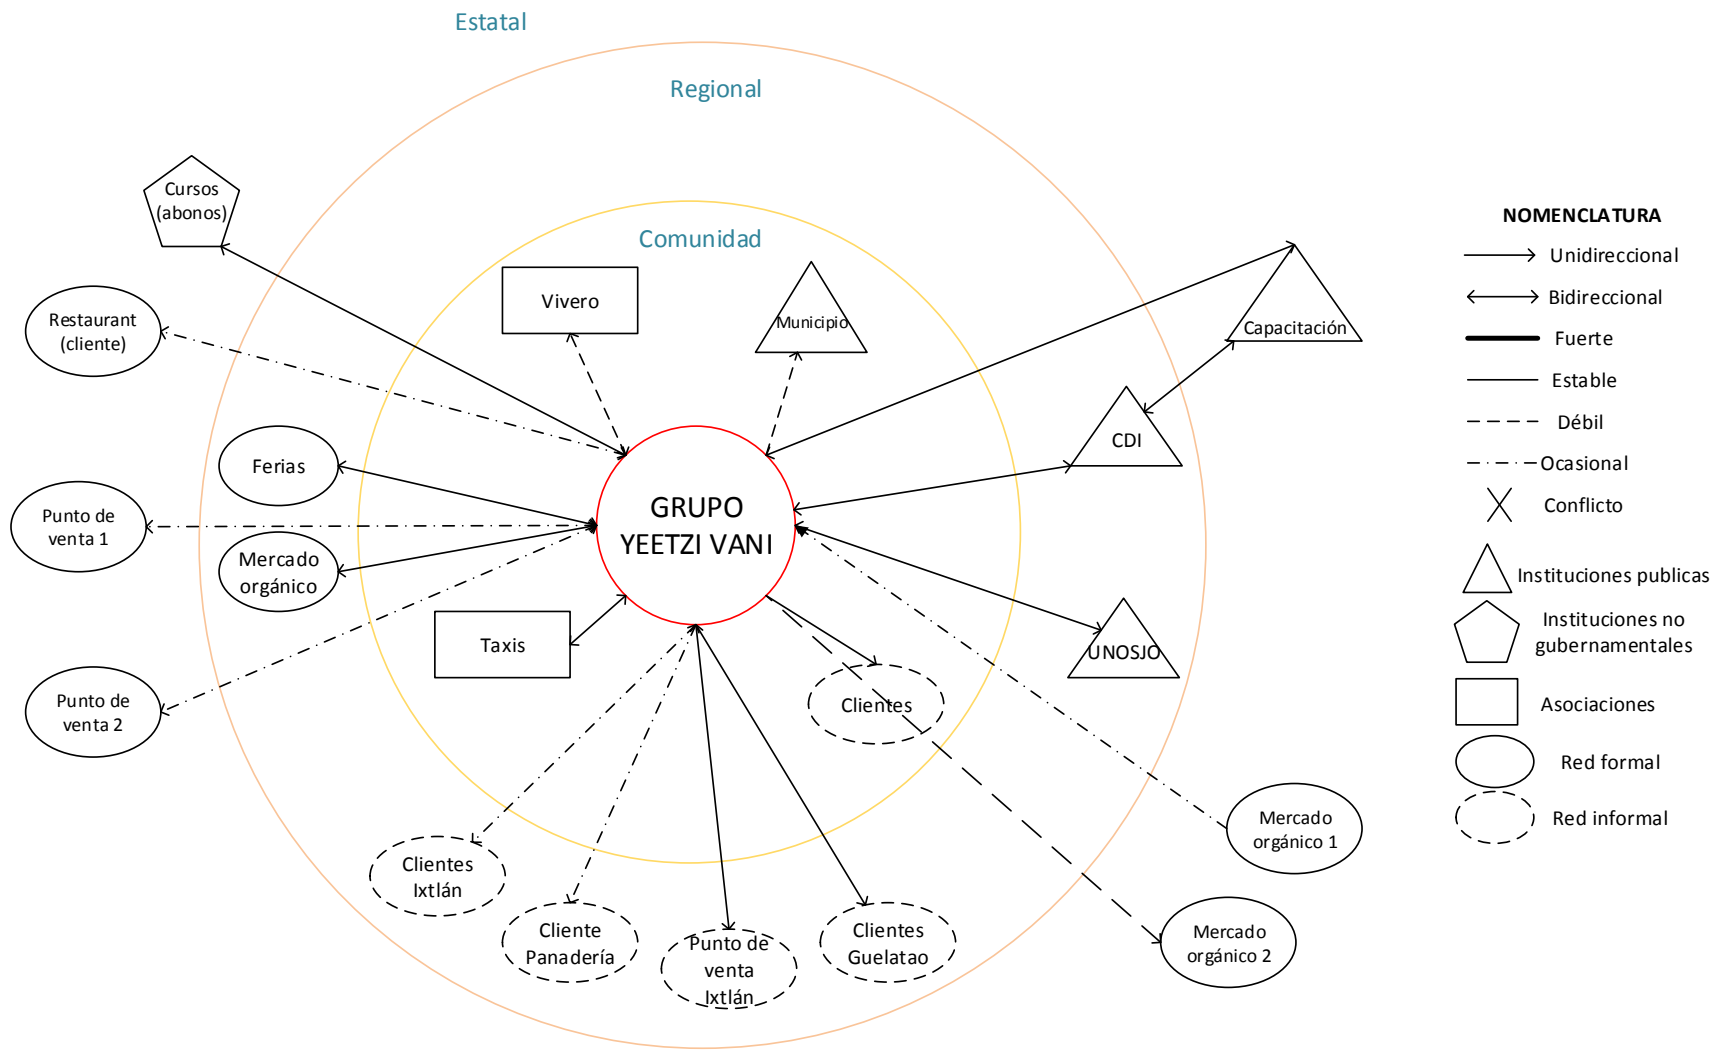 Estatal
Regional
Comunidad
Cursos
(abonos)
Restaurant
(cliente)
Vivero
Municipio
Capacitación
CDI
Ferias
Punto de
venta 1
Mercado
orgánico
GRUPO
YEETZI VANI
Taxis
UNOSJO
Clientes
Punto de
venta 2
Clientes
Ixtlán
Cliente
Panadería
Punto de
venta
Ixtlán
Clientes
Guelatao
Mercado
orgánico 1
Mercado
orgánico 2
NOMENCLATURA
Unidireccional
Bidireccional
Fuerte
Estable
Débil
Ocasional
Conflicto
Instituciones publicas
Instituciones no
gubernamentales
Asociaciones
Red formal
Red informal